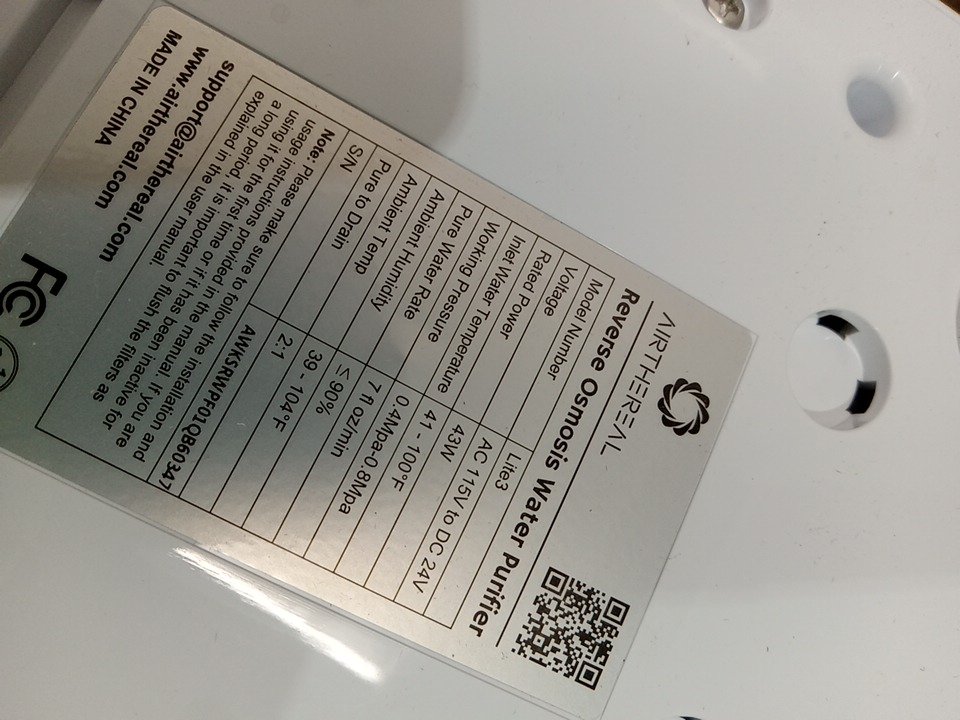 AIRTHEREAL
Reverse Osmosis Water Purifier
Model Number Lite3
Voltage AC 115V to DC 24V
Rated Power 43W
Inlet Water Temperature 41 - 100°F
Working Pressure 0.4Mpa-0.8Mpa
Pure Water Rate 7 fl oz/min
Ambient Humidity ≤ 90%
Ambient Temp 39 - 104°F
Pure to Drain 2:1
S/N AWKSRWPF01QB60347
Note: Please make sure to follow the installation and
usage instructions provided in the manual. If you are
using it for the first time or if it has been inactive for
a long period, it is important to flush the filters as
explained in the user manual.
support@airthereal.com
www.airthereal.com
MADE IN CHINA
FC